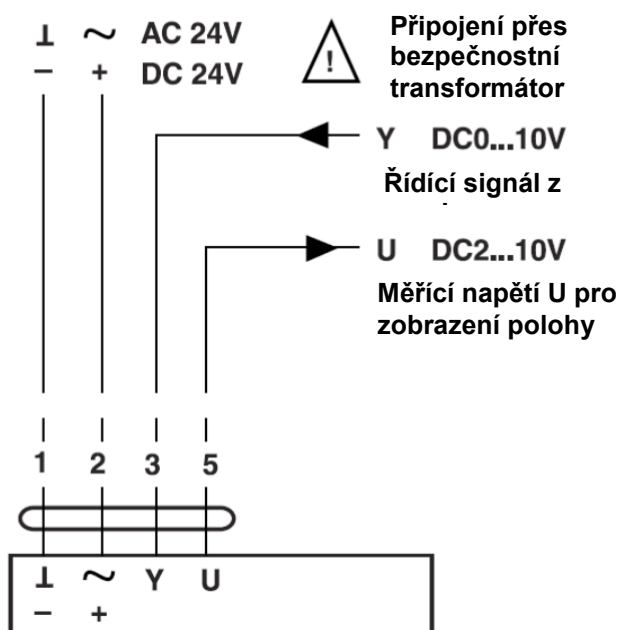 ⊥ ~ AC 24V
– + DC 24V
Připojení přes
bezpečnostní
transformátor
!
Y DC0...10V
Řídící signál z
U DC2...10V
Měřící napětí U pro
zobrazení polohy
1 2 3 5
⊥ ~ Y U
– +